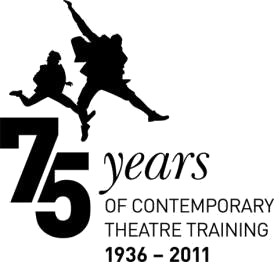 75 years
OF CONTEMPORARY
THEATRE TRAINING
1936 – 2011